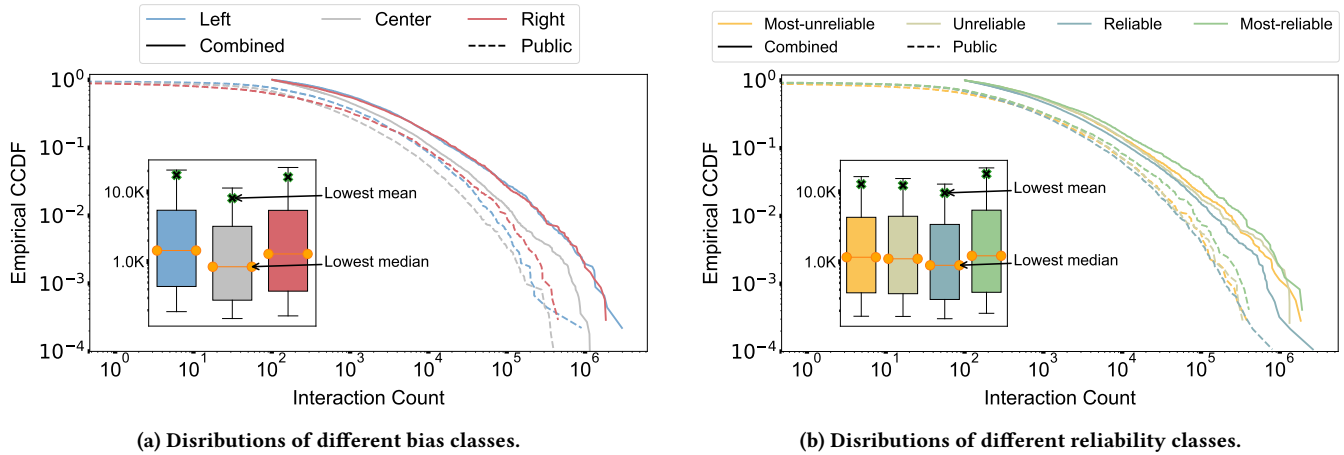 Left Center Right
Combined Public
Empirical CCDF
10^0
10^-1
10^-2
10^-3
10^-4
10.0K
1.0K
Lowest mean
Lowest median
10^0 10^1 10^2 10^3 10^4 10^5 10^6
Interaction Count
(a) Disributions of different bias classes.
Most-unreliable Unreliable Reliable Most-reliable
Combined Public
Empirical CCDF
10^0
10^-1
10^-2
10^-3
10^-4
10.0K
1.0K
Lowest mean
Lowest median
10^0 10^1 10^2 10^3 10^4 10^5 10^6
Interaction Count
(b) Disributions of different reliability classes.